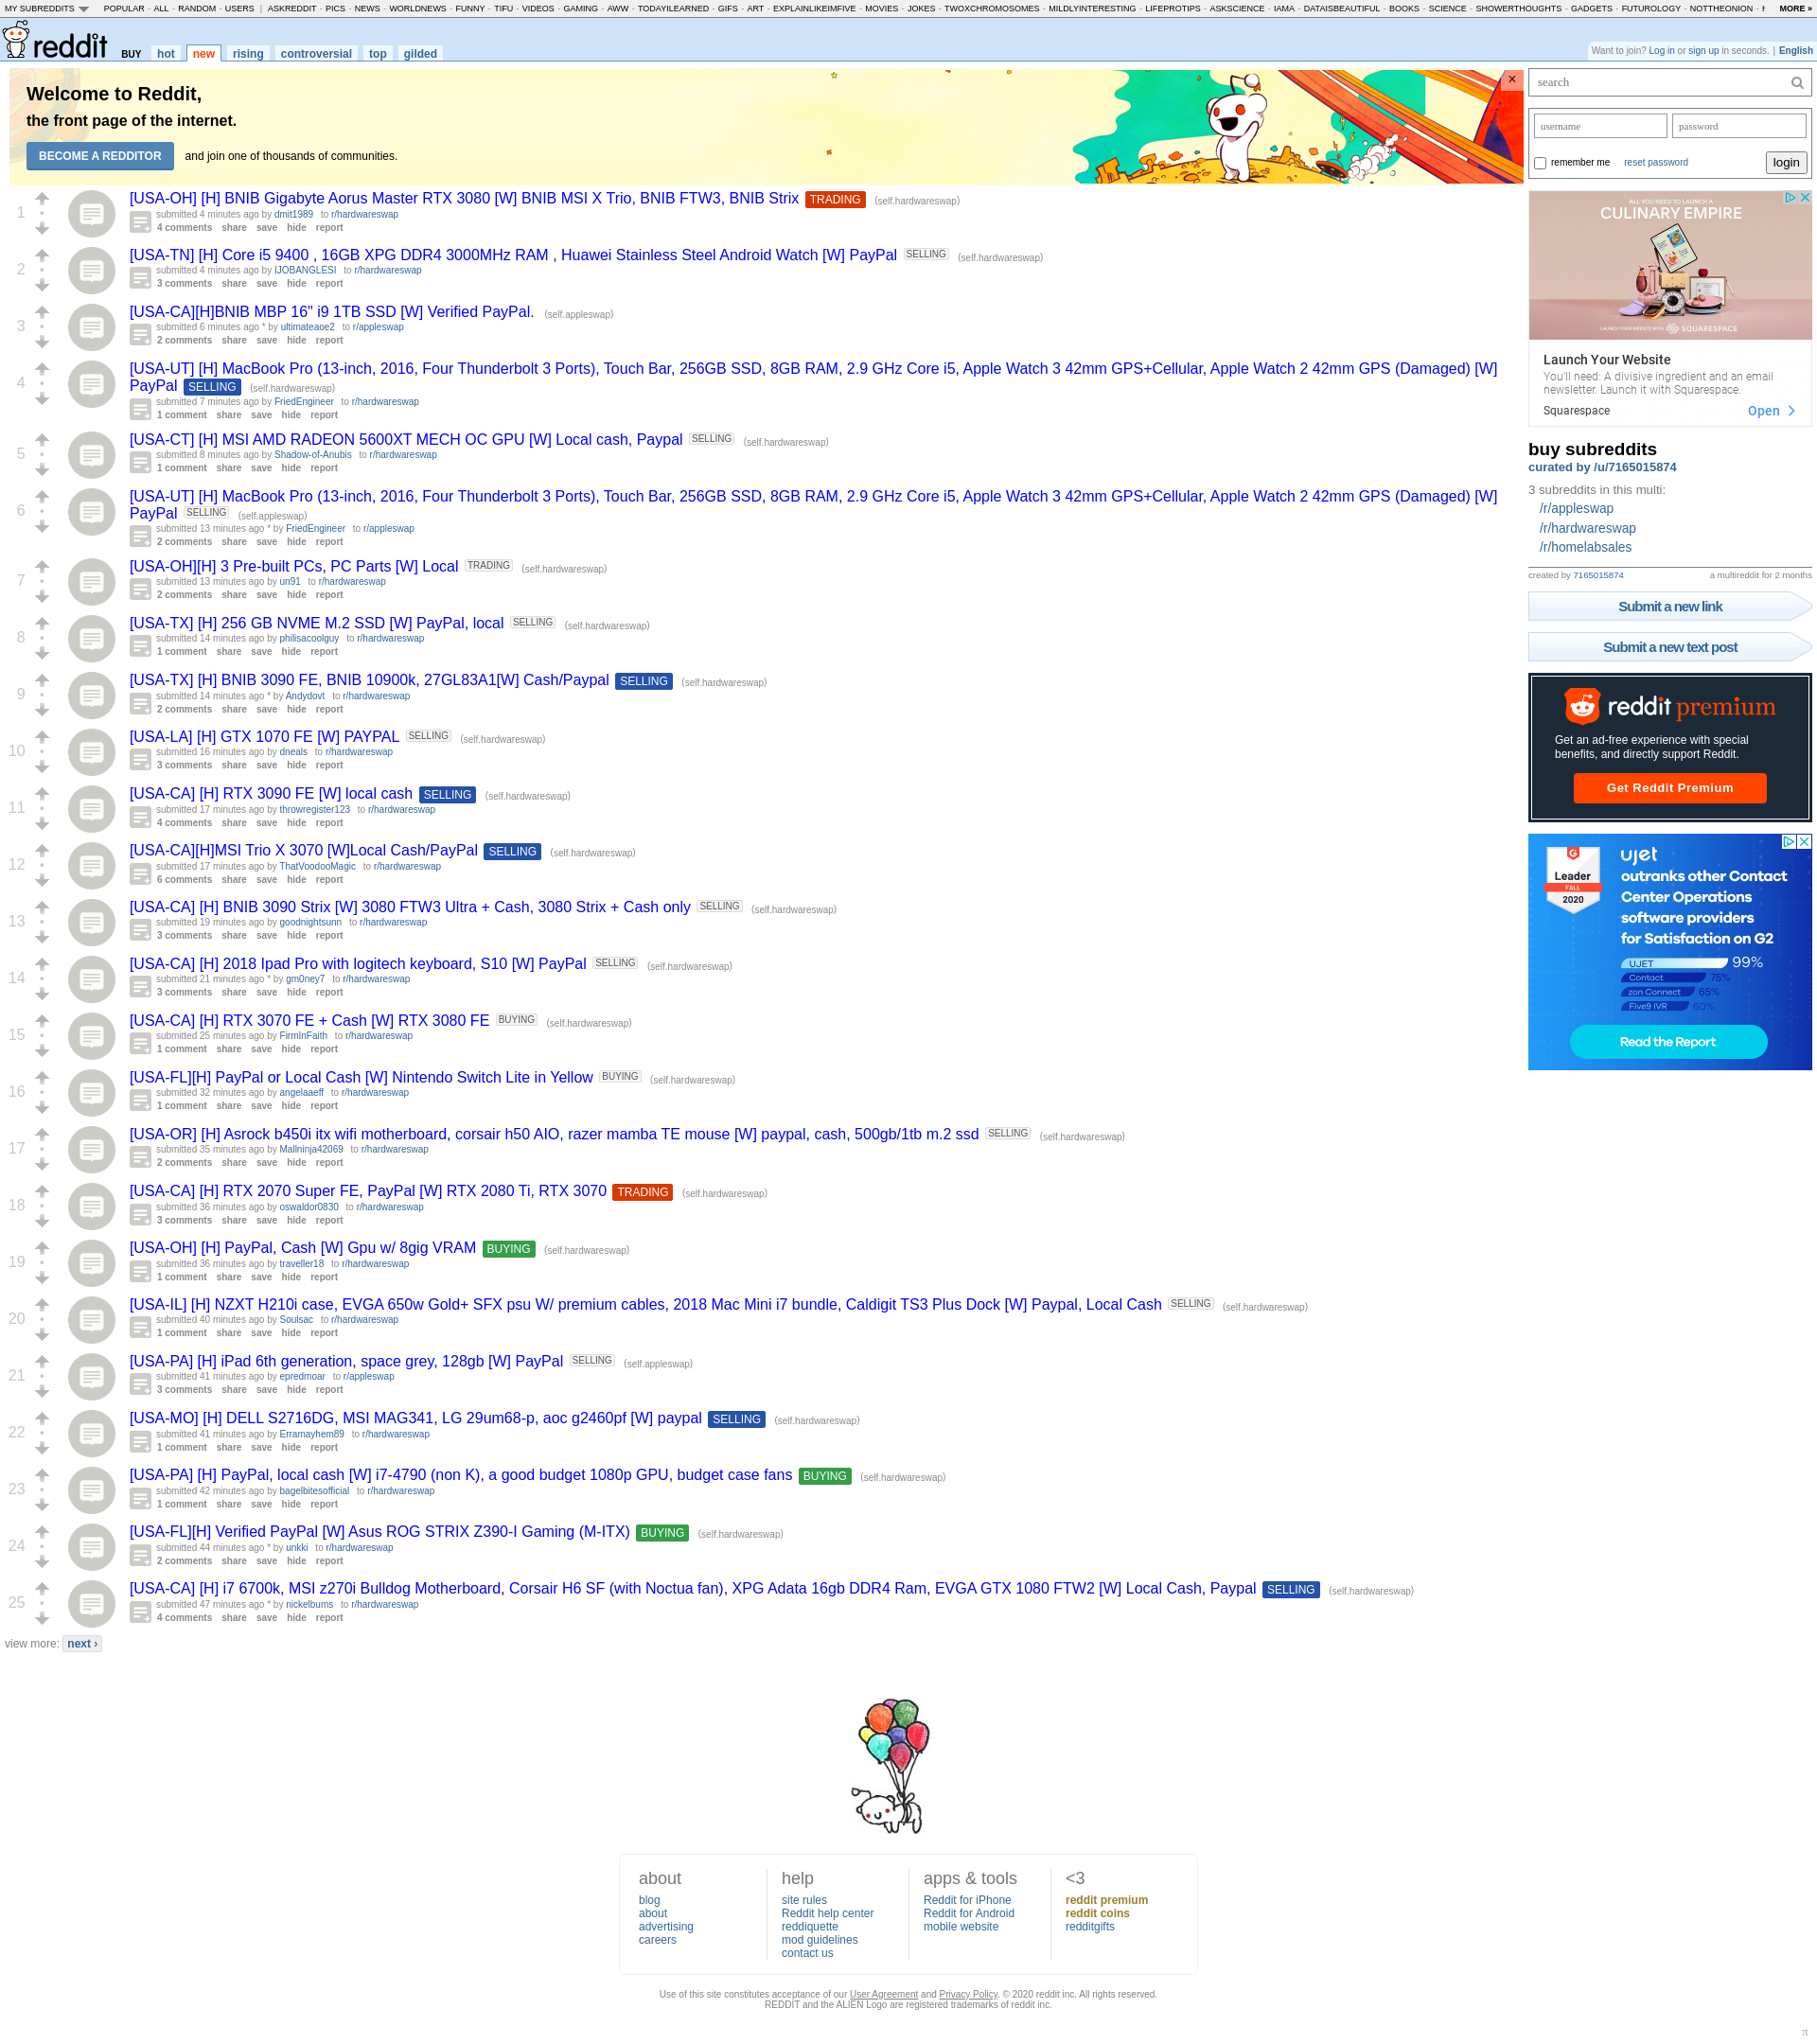 MY SUBREDDITS POPULAR - ALL - RANDOM - USERS | ASKREDDIT - PICS - NEWS - WORLDNEWS - FUNNY - TIFU - VIDEOS - GAMING - AWW - TODAYILEARNED - GIFS - ART - EXPLAINLIKEIMFIVE - MOVIES - JOKES - TWOXCHROMOSOMES - MILDLYINTERESTING - LIFEPROTIPS - ASKSCIENCE - IAMA - DATAISBEAUTIFUL - BOOKS - SCIENCE - SHOWERTHOUGHTS - GADGETS - FUTUROLOGY - NOTTHEONION - MORE »
reddit BUY hot new rising controversial top gilded
Want to join? Log in or sign up in seconds. | English
Welcome to Reddit,
the front page of the internet.
BECOME A REDDITOR and join one of thousands of communities.
×
1
[USA-OH] [H] BNIB Gigabyte Aorus Master RTX 3080 [W] BNIB MSI X Trio, BNIB FTW3, BNIB Strix TRADING (self.hardwareswap)
submitted 4 minutes ago by dmit1989 to r/hardwareswap
4 comments share save hide report
2
[USA-TN] [H] Core i5 9400 , 16GB XPG DDR4 3000MHz RAM , Huawei Stainless Steel Android Watch [W] PayPal SELLING (self.hardwareswap)
submitted 4 minutes ago by IJOBANGLESI to r/hardwareswap
3 comments share save hide report
3
[USA-CA][H]BNIB MBP 16" i9 1TB SSD [W] Verified PayPal. (self.appleswap)
submitted 6 minutes ago * by ultimateaoe2 to r/appleswap
2 comments share save hide report
4
[USA-UT] [H] MacBook Pro (13-inch, 2016, Four Thunderbolt 3 Ports), Touch Bar, 256GB SSD, 8GB RAM, 2.9 GHz Core i5, Apple Watch 3 42mm GPS+Cellular, Apple Watch 2 42mm GPS (Damaged) [W]
PayPal SELLING (self.hardwareswap)
submitted 7 minutes ago by FriedEngineer to r/hardwareswap
1 comment share save hide report
5
[USA-CT] [H] MSI AMD RADEON 5600XT MECH OC GPU [W] Local cash, Paypal SELLING (self.hardwareswap)
submitted 8 minutes ago by Shadow-of-Anubis to r/hardwareswap
1 comment share save hide report
6
[USA-UT] [H] MacBook Pro (13-inch, 2016, Four Thunderbolt 3 Ports), Touch Bar, 256GB SSD, 8GB RAM, 2.9 GHz Core i5, Apple Watch 3 42mm GPS+Cellular, Apple Watch 2 42mm GPS (Damaged) [W]
PayPal SELLING (self.appleswap)
submitted 13 minutes ago * by FriedEngineer to r/appleswap
2 comments share save hide report
7
[USA-OH][H] 3 Pre-built PCs, PC Parts [W] Local TRADING (self.hardwareswap)
submitted 13 minutes ago by un91 to r/hardwareswap
2 comments share save hide report
8
[USA-TX] [H] 256 GB NVME M.2 SSD [W] PayPal, local SELLING (self.hardwareswap)
submitted 14 minutes ago by philisacoolguy to r/hardwareswap
1 comment share save hide report
9
[USA-TX] [H] BNIB 3090 FE, BNIB 10900k, 27GL83A1[W] Cash/Paypal SELLING (self.hardwareswap)
submitted 14 minutes ago * by Andydovt to r/hardwareswap
2 comments share save hide report
10
[USA-LA] [H] GTX 1070 FE [W] PAYPAL SELLING (self.hardwareswap)
submitted 16 minutes ago by dneals to r/hardwareswap
3 comments share save hide report
11
[USA-CA] [H] RTX 3090 FE [W] local cash SELLING (self.hardwareswap)
submitted 17 minutes ago by throwregister123 to r/hardwareswap
4 comments share save hide report
12
[USA-CA][H]MSI Trio X 3070 [W]Local Cash/PayPal SELLING (self.hardwareswap)
submitted 17 minutes ago by ThatVoodooMagic to r/hardwareswap
6 comments share save hide report
13
[USA-CA] [H] BNIB 3090 Strix [W] 3080 FTW3 Ultra + Cash, 3080 Strix + Cash only SELLING (self.hardwareswap)
submitted 19 minutes ago by goodnightsunn to r/hardwareswap
3 comments share save hide report
14
[USA-CA] [H] 2018 Ipad Pro with logitech keyboard, S10 [W] PayPal SELLING (self.hardwareswap)
submitted 21 minutes ago * by gm0ney7 to r/hardwareswap
3 comments share save hide report
15
[USA-CA] [H] RTX 3070 FE + Cash [W] RTX 3080 FE BUYING (self.hardwareswap)
submitted 25 minutes ago by FirmInFaith to r/hardwareswap
1 comment share save hide report
16
[USA-FL][H] PayPal or Local Cash [W] Nintendo Switch Lite in Yellow BUYING (self.hardwareswap)
submitted 32 minutes ago by angelaaeff to r/hardwareswap
1 comment share save hide report
17
[USA-OR] [H] Asrock b450i itx wifi motherboard, corsair h50 AIO, razer mamba TE mouse [W] paypal, cash, 500gb/1tb m.2 ssd SELLING (self.hardwareswap)
submitted 35 minutes ago by Mallninja42069 to r/hardwareswap
2 comments share save hide report
18
[USA-CA] [H] RTX 2070 Super FE, PayPal [W] RTX 2080 Ti, RTX 3070 TRADING (self.hardwareswap)
submitted 36 minutes ago by oswaldor0830 to r/hardwareswap
3 comments share save hide report
19
[USA-OH] [H] PayPal, Cash [W] Gpu w/ 8gig VRAM BUYING (self.hardwareswap)
submitted 36 minutes ago by traveller18 to r/hardwareswap
1 comment share save hide report
20
[USA-IL] [H] NZXT H210i case, EVGA 650w Gold+ SFX psu W/ premium cables, 2018 Mac Mini i7 bundle, Caldigit TS3 Plus Dock [W] Paypal, Local Cash SELLING (self.hardwareswap)
submitted 40 minutes ago by Soulsac to r/hardwareswap
1 comment share save hide report
21
[USA-PA] [H] iPad 6th generation, space grey, 128gb [W] PayPal SELLING (self.appleswap)
submitted 41 minutes ago by epredmoar to r/appleswap
3 comments share save hide report
22
[USA-MO] [H] DELL S2716DG, MSI MAG341, LG 29um68-p, aoc g2460pf [W] paypal SELLING (self.hardwareswap)
submitted 41 minutes ago by Erramayhem89 to r/hardwareswap
1 comment share save hide report
23
[USA-PA] [H] PayPal, local cash [W] i7-4790 (non K), a good budget 1080p GPU, budget case fans BUYING (self.hardwareswap)
submitted 42 minutes ago by bagelbitesofficial to r/hardwareswap
1 comment share save hide report
24
[USA-FL][H] Verified PayPal [W] Asus ROG STRIX Z390-I Gaming (M-ITX) BUYING (self.hardwareswap)
submitted 44 minutes ago * by unkki to r/hardwareswap
2 comments share save hide report
25
[USA-CA] [H] i7 6700k, MSI z270i Bulldog Motherboard, Corsair H6 SF (with Noctua fan), XPG Adata 16gb DDR4 Ram, EVGA GTX 1080 FTW2 [W] Local Cash, Paypal SELLING (self.hardwareswap)
submitted 47 minutes ago * by nickelbums to r/hardwareswap
4 comments share save hide report
view more: next ›
search
username password
remember me reset password login
ALL YOU NEED TO LAUNCH A
CULINARY EMPIRE
LAUNCH YOUR WEBSITE WITH SQUARESPACE
Launch Your Website
You'll need: A divisive ingredient and an email
newsletter. Launch it with Squarespace.
Squarespace Open
buy subreddits
curated by /u/7165015874
3 subreddits in this multi:
/r/appleswap
/r/hardwareswap
/r/homelabsales
created by 7165015874 a multireddit for 2 months
Submit a new link
Submit a new text post
reddit premium
Get an ad-free experience with special
benefits, and directly support Reddit.
Get Reddit Premium
G
Leader
FALL
2020
ujet
outranks other Contact
Center Operations
software providers
for Satisfaction on G2
UJET 99%
Contact 75%
zon Connect 65%
Five9 IVR 60%
Read the Report
about
blog
about
advertising
careers
help
site rules
Reddit help center
reddiquette
mod guidelines
contact us
apps & tools
Reddit for iPhone
Reddit for Android
mobile website
<3
reddit premium
reddit coins
redditgifts
Use of this site constitutes acceptance of our User Agreement and Privacy Policy. © 2020 reddit inc. All rights reserved.
REDDIT and the ALIEN Logo are registered trademarks of reddit inc.
π